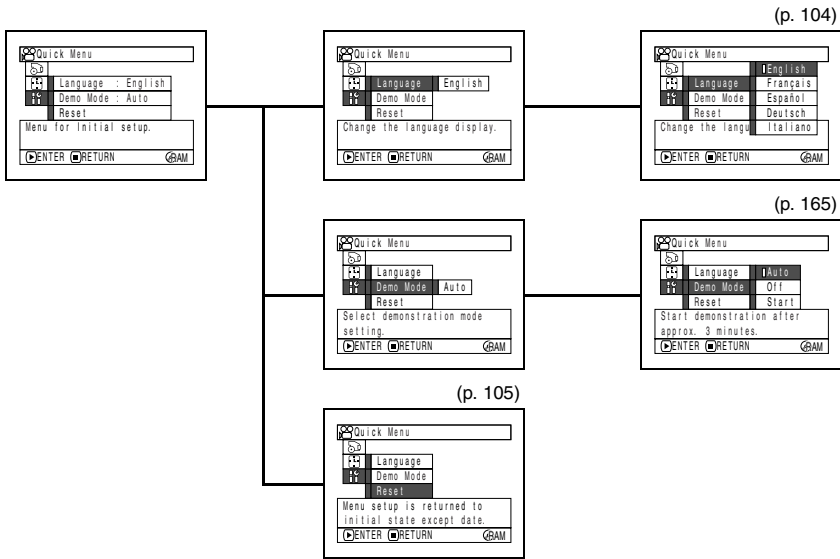 (p. 104)
Quick Menu
Language : English
Demo Mode : Auto
Reset
Menu for Initial setup.
ENTER RETURN RAM
Quick Menu
Language English
Demo Mode
Reset
Change the language display.
ENTER RETURN RAM
Quick Menu
English
Language Français
Demo Mode Español
Reset Deutsch
Change the langu Italiano
ENTER RETURN RAM
(p. 165)
Quick Menu
Language
Demo Mode Auto
Reset
Select demonstration mode
setting.
ENTER RETURN RAM
Quick Menu
Language Auto
Demo Mode Off
Reset Start
Start demonstration after
approx. 3 minutes.
ENTER RETURN RAM
(p. 105)
Quick Menu
Language
Demo Mode
Reset
Menu setup is returned to
initial state except date.
ENTER RETURN RAM